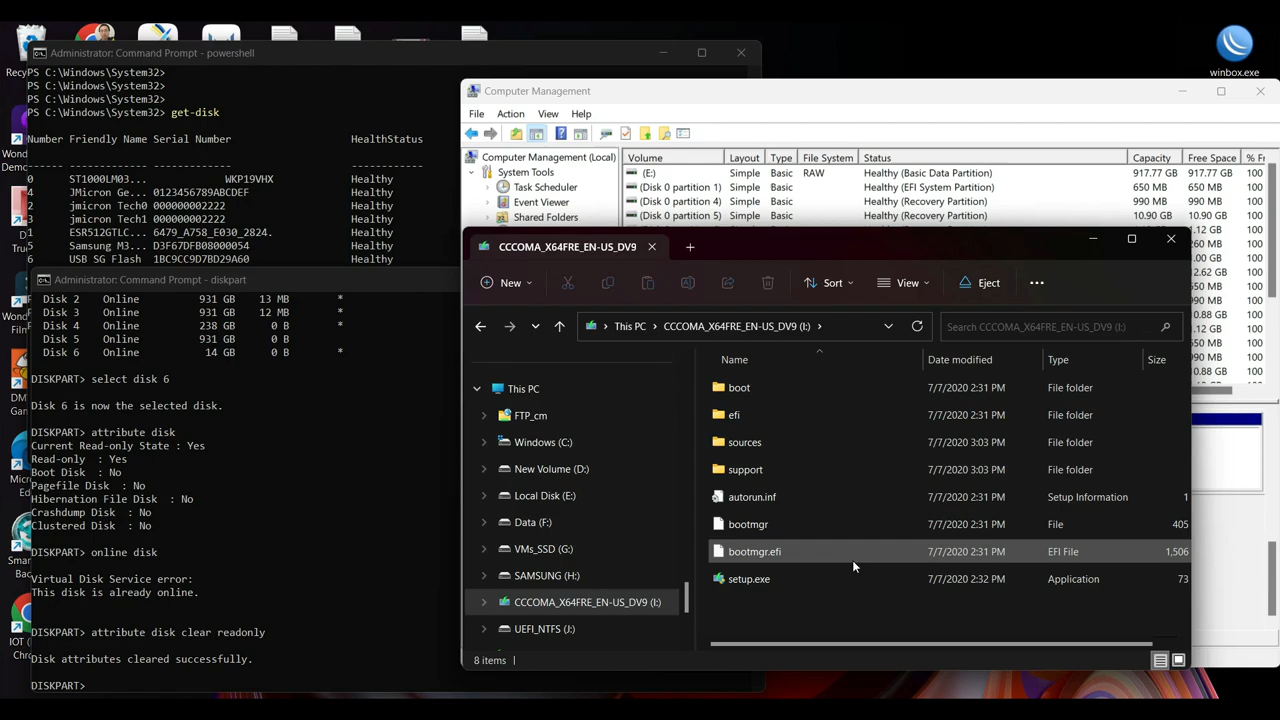 winbox.exe
Administrator: Command Prompt - powershell
PS C:\Windows\System32>
PS C:\Windows\System32>
PS C:\Windows\System32>
PS C:\Windows\System32> get-disk
Number Friendly Name Serial Number HealthStatus
------ ------------- ------------- ------------
0 ST1000LM03... WKP19VHX Healthy
4 JMicron Ge... 0123456789ABCDEF Healthy
2 jmicron Tech0 000000002222 Healthy
3 jmicron Tech1 000000002222 Healthy
1 ESR512GTLC... 6479_A758_E030_2824. Healthy
5 Samsung M3... D3F67DFB08000054 Healthy
6 USB SG Flash 1BC9CC9D7BD29A60 Healthy
Administrator: Command Prompt - diskpart
Disk 2 Online 931 GB 13 MB *
Disk 3 Online 931 GB 12 MB *
Disk 4 Online 238 GB 0 B *
Disk 5 Online 931 GB 0 B
Disk 6 Online 14 GB 0 B *
DISKPART> select disk 6
Disk 6 is now the selected disk.
DISKPART> attribute disk
Current Read-only State : Yes
Read-only : Yes
Boot Disk : No
Pagefile Disk : No
Hibernation File Disk : No
Crashdump Disk : No
Clustered Disk : No
DISKPART> online disk
Virtual Disk Service error:
This disk is already online.
DISKPART> attribute disk clear readonly
Disk attributes cleared successfully.
DISKPART>
Computer Management
File Action View Help
Computer Management (Local)
System Tools
Task Scheduler
Event Viewer
Shared Folders
Volume Layout Type File System Status Capacity Free Space % Fr
(E:) Simple Basic RAW Healthy (Basic Data Partition) 917.77 GB 917.77 GB 100
(Disk 0 partition 1) Simple Basic Healthy (EFI System Partition) 650 MB 650 MB 100
(Disk 0 partition 4) Simple Basic Healthy (Recovery Partition) 990 MB 990 MB 100
(Disk 0 partition 5) Simple Basic Healthy (Recovery Partition) 10.90 GB 10.90 GB 100
CCCOMA_X64FRE_EN-US_DV9 (I:)
New Sort View Eject
This PC > CCCOMA_X64FRE_EN-US_DV9 (I:) >
Search CCCOMA_X64FRE_EN-US_DV9 (I:)
This PC
FTP_cm
Windows (C:)
New Volume (D:)
Local Disk (E:)
Data (F:)
VMs_SSD (G:)
SAMSUNG (H:)
CCCOMA_X64FRE_EN-US_DV9 (I:)
UEFI_NTFS (J:)
Name Date modified Type Size
boot 7/7/2020 2:31 PM File folder
efi 7/7/2020 2:31 PM File folder
sources 7/7/2020 3:03 PM File folder
support 7/7/2020 3:03 PM File folder
autorun.inf 7/7/2020 2:31 PM Setup Information 1
bootmgr 7/7/2020 2:31 PM File 405
bootmgr.efi 7/7/2020 2:31 PM EFI File 1,506
setup.exe 7/7/2020 2:32 PM Application 73
8 items